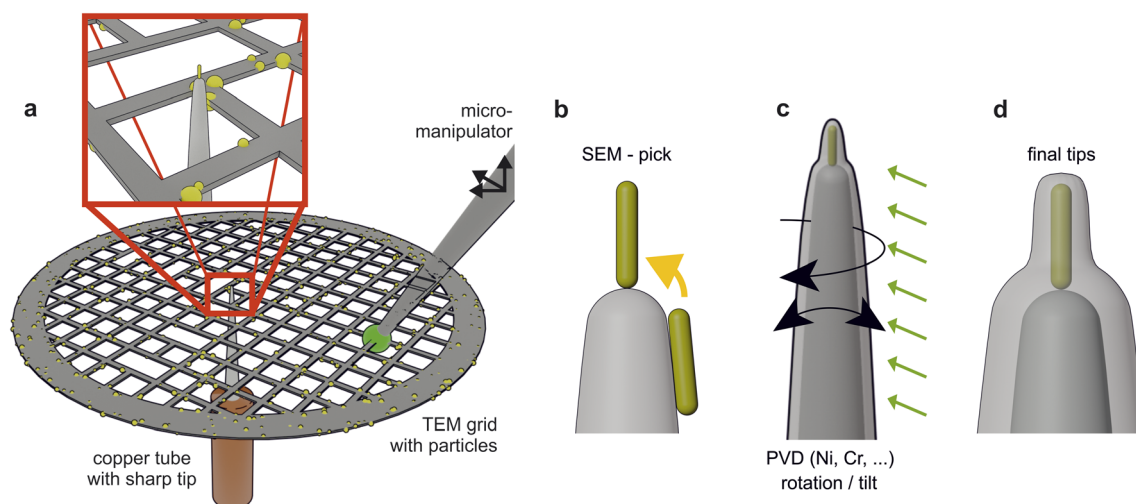 a
micro-
manipulator
TEM grid
with particles
copper tube
with sharp tip
b
SEM - pick
c
PVD (Ni, Cr, ...)
rotation / tilt
d
final tips